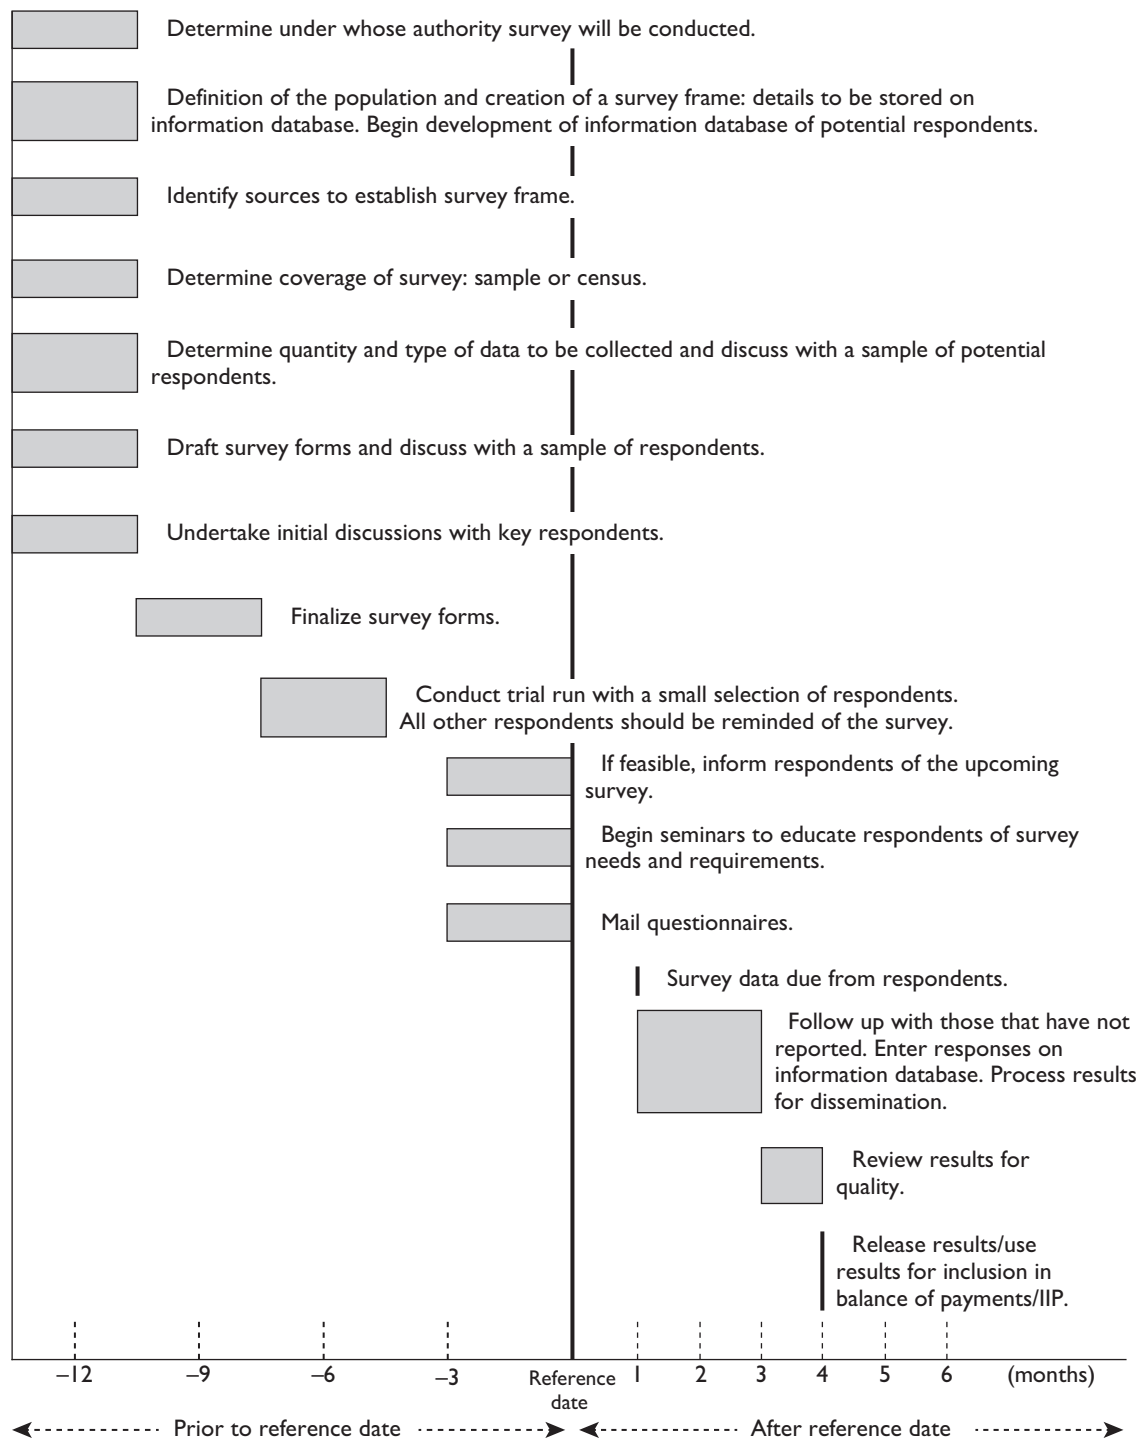 Determine under whose authority survey will be conducted.
Definition of the population and creation of a survey frame: details to be stored on
information database. Begin development of information database of potential respondents.
Identify sources to establish survey frame.
Determine coverage of survey: sample or census.
Determine quantity and type of data to be collected and discuss with a sample of potential
respondents.
Draft survey forms and discuss with a sample of respondents.
Undertake initial discussions with key respondents.
Finalize survey forms.
Conduct trial run with a small selection of respondents.
All other respondents should be reminded of the survey.
If feasible, inform respondents of the upcoming
survey.
Begin seminars to educate respondents of survey
needs and requirements.
Mail questionnaires.
Survey data due from respondents.
Follow up with those that have not
reported. Enter responses on
information database. Process results
for dissemination.
Review results for
quality.
Release results/use
results for inclusion in
balance of payments/IIP.
–12 –9 –6 –3 Reference 1 2 3 4 5 6 (months)
date
Prior to reference date After reference date